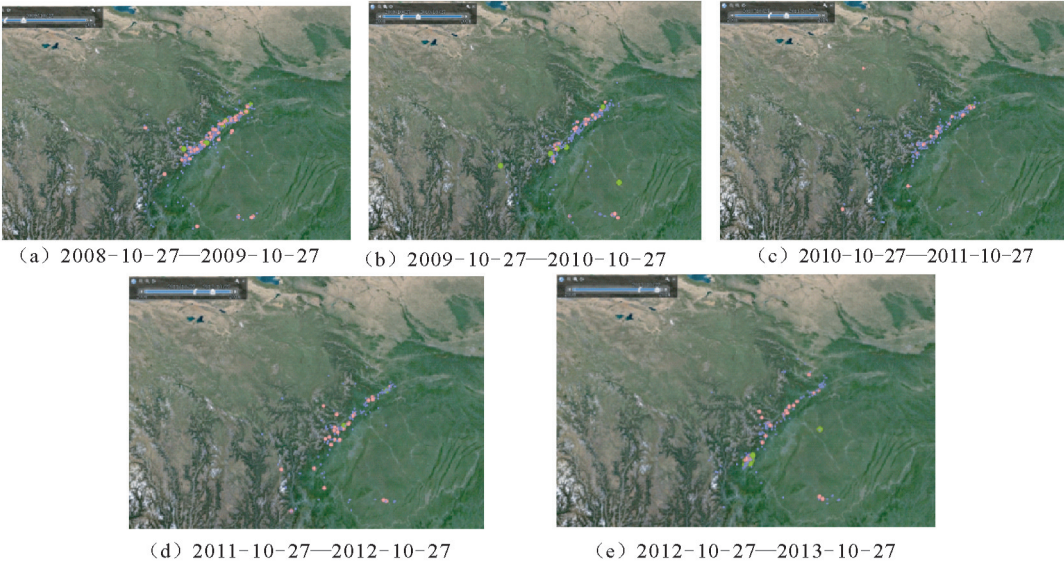 （a）2008-10-27—2009-10-27
（b）2009-10-27—2010-10-27
（c）2010-10-27—2011-10-27
（d）2011-10-27—2012-10-27
（e）2012-10-27—2013-10-27